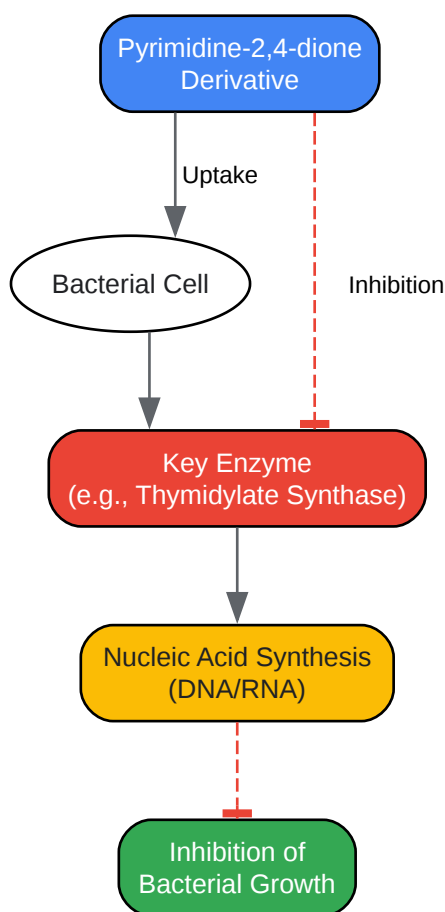 Pyrimidine-2,4-dione
Derivative
Uptake
Bacterial Cell
Inhibition
Key Enzyme
(e.g., Thymidylate Synthase)
Nucleic Acid Synthesis
(DNA/RNA)
Inhibition of
Bacterial Growth